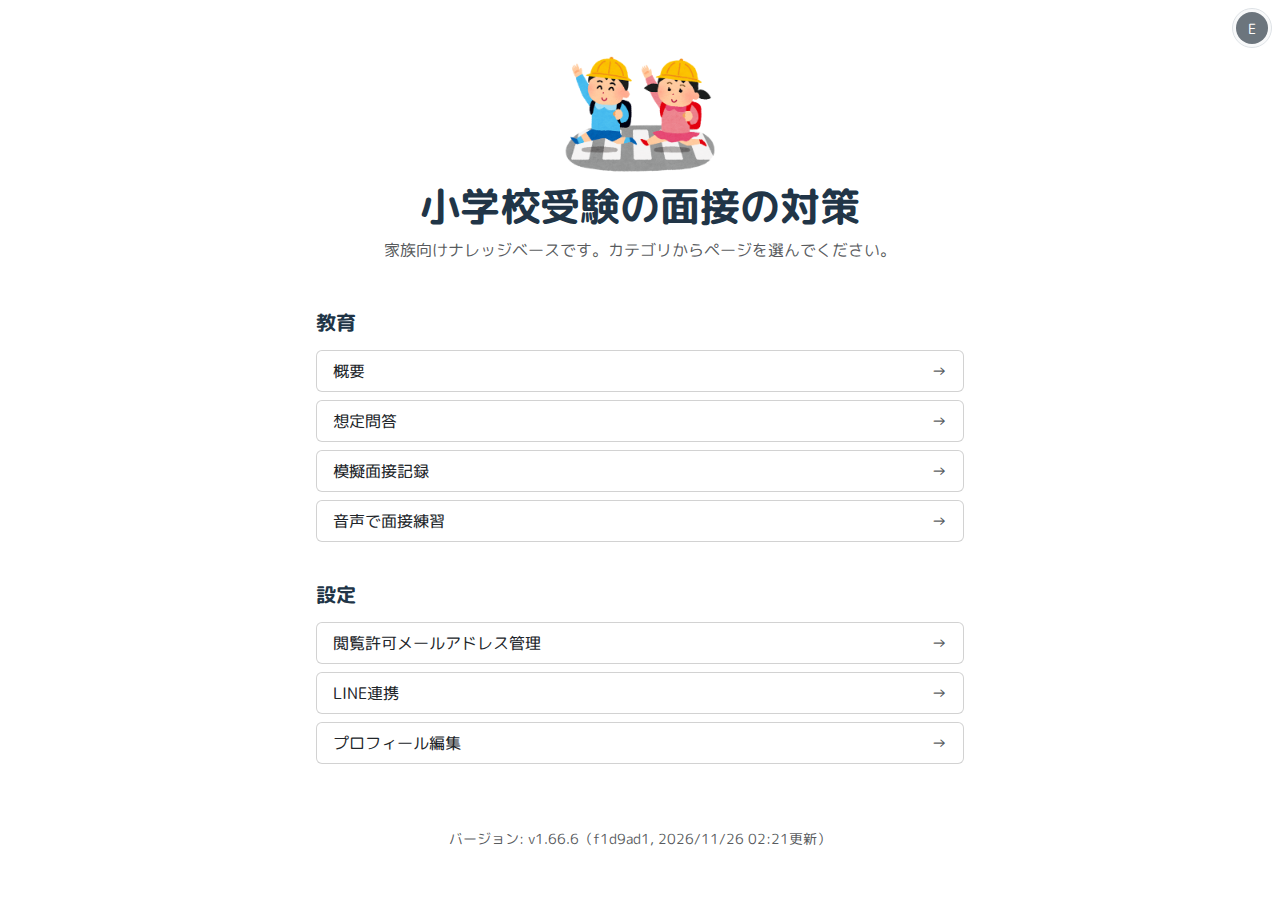 E
小学校受験の面接の対策
家族向けナレッジベースです。カテゴリからページを選んでください。
教育
概要 →
想定問答 →
模擬面接記録 →
音声で面接練習 →
設定
閲覧許可メールアドレス管理 →
LINE連携 →
プロフィール編集 →
バージョン: v1.66.6（f1d9ad1, 2026/11/26 02:21更新）